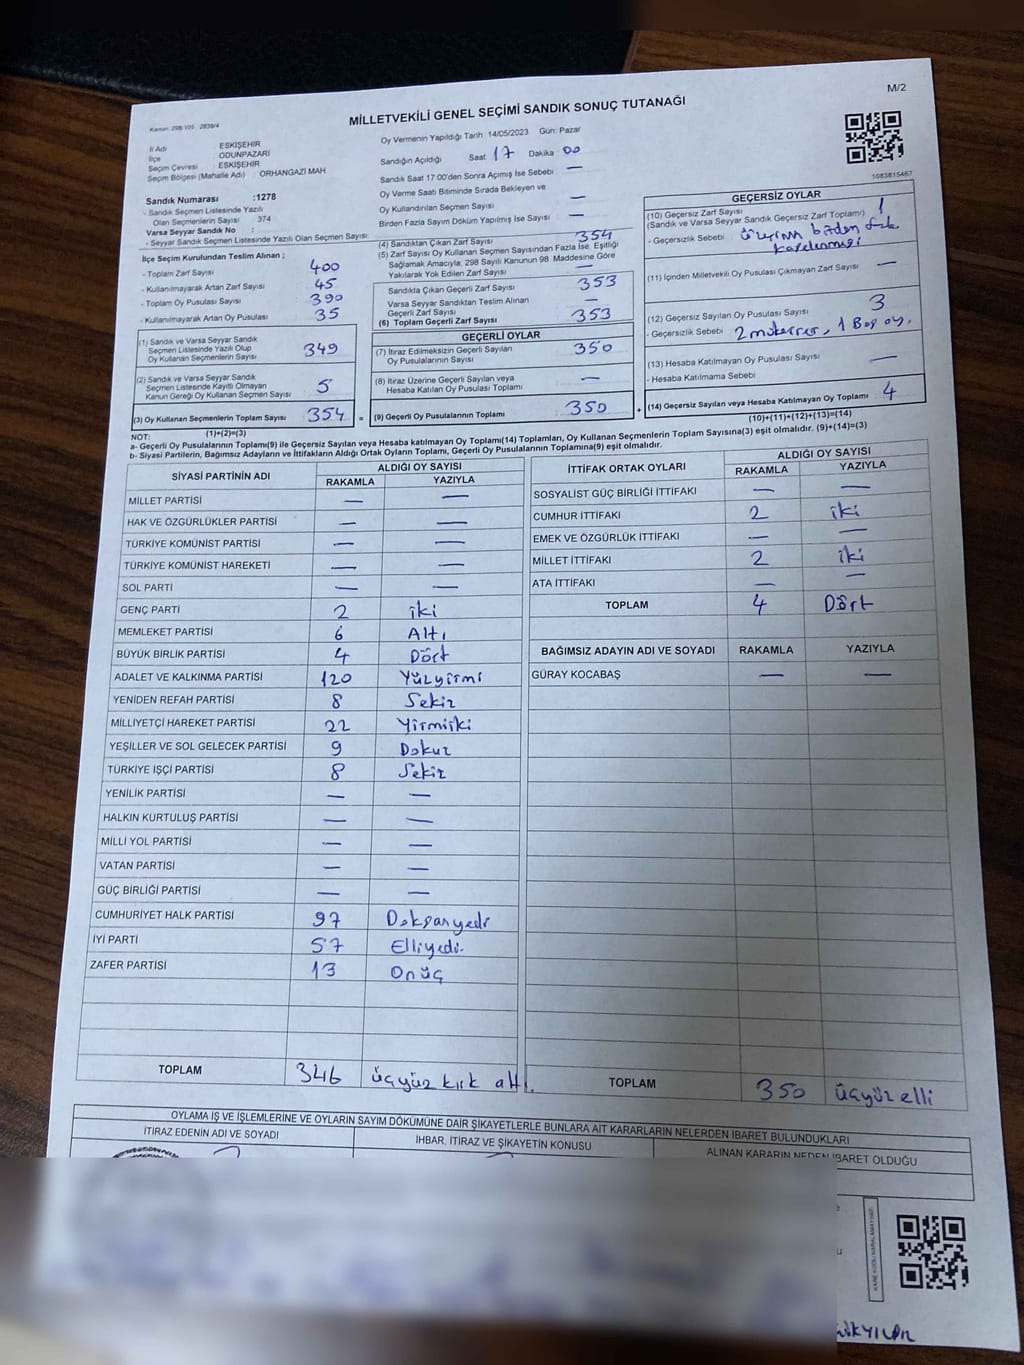 M/2
MİLLETVEKİLİ GENEL SEÇİMİ SANDIK SONUÇ TUTANAĞI
Kanun: 298/105 2839/4
İl Adı ESKİŞEHİR
İlçe ODUNPAZARI
Seçim Çevresi ESKİŞEHİR
Seçim Bölgesi (Mahalle Adı) ORHANGAZİ MAH
Sandık Numarası :1278
- Sandık Seçmen Listesinde Yazılı
Olan Seçmenlerin Sayısı 374
Varsa Seyyar Sandık No :
- Seyyar Sandık Seçmen Listesinde Yazılı Olan Seçmen Sayısı:
İlçe Seçim Kurulundan Teslim Alınan ;
- Toplam Zarf Sayısı 400
- Kullanılmayarak Artan Zarf Sayısı 45
- Toplam Oy Pusulası Sayısı 390
- Kullanılmayarak Artan Oy Pusulası 35
(1) Sandık ve Varsa Seyyar Sandık
Seçmen Listesinde Yazılı Olup
Oy Kullanan Seçmenlerin Sayısı 349
(2) Sandık ve Varsa Seyyar Sandık
Seçmen Listesinde Kayıtlı Olmayan
Kanun Gereği Oy Kullanan Seçmen Sayısı 5
(3) Oy Kullanan Seçmenlerin Toplam Sayısı 354 =
(1)+(2)=(3)
Oy Vermenin Yapıldığı Tarih : 14/05/2023 Gün: Pazar
Sandığın Açıldığı Saat 17 Dakika 00
Sandık Saat 17:00'den Sonra Açımış İse Sebebi —
Oy Verme Saati Bitiminde Sırada Bekleyen ve
Oy Kullandırılan Seçmen Sayısı —
Birden Fazla Sayım Döküm Yapılmış İse Sayısı —
(4) Sandıktan Çıkan Zarf Sayısı 354
(5) Zarf Sayısı Oy Kullanan Seçmen Sayısından Fazla İse, Eşitliği
Sağlamak Amacıyla, 298 Sayılı Kanunun 98 Maddesine Göre
Yakılarak Yok Edilen Zarf Sayısı —
Sandıkta Çıkan Geçerli Zarf Sayısı 353
Varsa Seyyar Sandıktan Teslim Alınan
Geçerli Zarf Sayısı —
(6) Toplam Geçerli Zarf Sayısı 353
GEÇERLİ OYLAR
(7) İtiraz Edilmeksizin Geçerli Sayılan
Oy Pusulalarının Sayısı 350
(8) İtiraz Üzerine Geçerli Sayılan veya
Hesaba Katılan Oy Pusulası Toplamı —
(9) Geçerli Oy Pusulalarının Toplamı 350 +
1083815467
GEÇERSİZ OYLAR
(10) Geçersiz Zarf Sayısı 1
(Sandık ve Varsa Seyyar Sandık Geçersiz Zarf Toplamı)
- Geçersizlik Sebebi
(11) İçinden Milletvekili Oy Pusulası Çıkmayan Zarf Sayısı —
(12) Geçersiz Sayılan Oy Pusulası Sayısı 3
- Geçersizlik Sebebi 2 mükerrer, 1 Boş oy.
(13) Hesaba Katılmayan Oy Pusulası Sayısı —
- Hesaba Katılmama Sebebi
(14) Geçersiz Sayılan veya Hesaba Katılmayan Oy Toplamı 4
(10)+(11)+(12)+(13)=(14)
NOT:
a- Geçerli Oy Pusulalarının Toplamı(9) ile Geçersiz Sayılan veya Hesaba katılmayan Oy Toplamı(14) Toplamları, Oy Kullanan Seçmenlerin Toplam Sayısına(3) eşit olmalıdır. (9)+(14)=(3)
b- Siyasi Partilerin, Bağımsız Adayların ve İttifakların Aldığı Ortak Oyların Toplamı, Geçerli Oy Pusulalarının Toplamına(9) eşit olmalıdır.
SİYASİ PARTİNİN ADI ALDIĞI OY SAYISI
RAKAMLA YAZIYLA
MİLLET PARTİSİ — —
HAK VE ÖZGÜRLÜKLER PARTİSİ — —
TÜRKİYE KOMÜNİST PARTİSİ — —
TÜRKİYE KOMÜNİST HAREKETİ — —
SOL PARTİ — —
GENÇ PARTİ 2 iki
MEMLEKET PARTİSİ 6 Altı
BÜYÜK BİRLİK PARTİSİ 4 Dört
ADALET VE KALKINMA PARTİSİ 120 Yüzyirmi
YENİDEN REFAH PARTİSİ 8 Sekiz
MİLLİYETÇİ HAREKET PARTİSİ 22 Yirmiiki
YEŞİLLER VE SOL GELECEK PARTİSİ 9 Dokuz
TÜRKİYE İŞÇİ PARTİSİ 8 Sekiz
YENİLİK PARTİSİ — —
HALKIN KURTULUŞ PARTİSİ — —
MİLLİ YOL PARTİSİ — —
VATAN PARTİSİ — —
GÜÇ BİRLİĞİ PARTİSİ — —
CUMHURİYET HALK PARTİSİ 97 Doksanyedi
İYİ PARTİ 57 Elliyedi
ZAFER PARTİSİ 13 Onüç
TOPLAM 346 üçyüz kırk altı.
İTTİFAK ORTAK OYLARI ALDIĞI OY SAYISI
RAKAMLA YAZIYLA
SOSYALİST GÜÇ BİRLİĞİ İTTİFAKI — —
CUMHUR İTTİFAKI 2 iki
EMEK VE ÖZGÜRLÜK İTTİFAKI — —
MİLLET İTTİFAKI 2 iki
ATA İTTİFAKI — —
TOPLAM 4 Dört
BAĞIMSIZ ADAYIN ADI VE SOYADI RAKAMLA YAZIYLA
GÜRAY KOCABAŞ — —
TOPLAM 350 üçyüz elli
OYLAMA İŞ VE İŞLEMLERİNE VE OYLARIN SAYIM DÖKÜMÜNE DAİR ŞİKAYETLERLE BUNLARA AİT KARARLARIN NELERDEN İBARET BULUNDUKLARI
İTİRAZ EDENİN ADI VE SOYADI İHBAR, İTİRAZ VE ŞİKAYETİN KONUSU ALINAN KARARIN NEDEN İBARET OLDUĞU